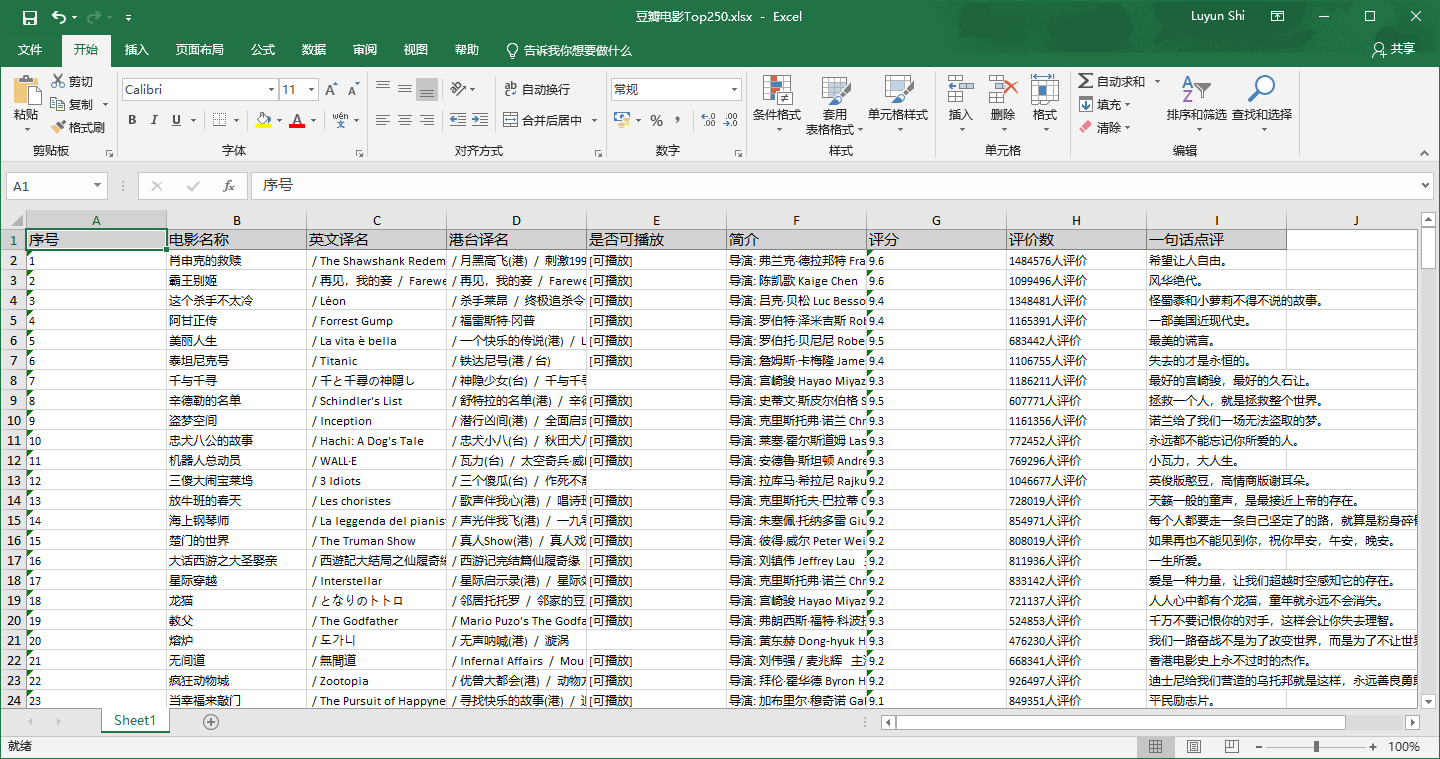 豆瓣电影Top250.xlsx - Excel
Luyun Shi
文件 开始 插入 页面布局 公式 数据 审阅 视图 帮助 告诉我你想要做什么 共享
粘贴 剪切 复制 格式刷 剪贴板
Calibri 11 B I U A wén 字体
自动换行 合并后居中 对齐方式
常规 % 数字
条件格式 套用表格格式 单元格样式 样式
插入 删除 格式 单元格
自动求和 填充 清除 排序和筛选 查找和选择 编辑
A1 fx 序号
A B C D E F G H I J
1 序号 电影名称 英文译名 港台译名 是否可播放 简介 评分 评价数 一句话点评
2 1 肖申克的救赎 / The Shawshank Redem / 月黑高飞(港) / 刺激199 [可播放] 导演: 弗兰克·德拉邦特 Fra 9.6 1484576人评价 希望让人自由。
3 2 霸王别姬 / 再见，我的妾 / Farewe / 再见，我的妾 / Farewe [可播放] 导演: 陈凯歌 Kaige Chen 9.6 1099496人评价 风华绝代。
4 3 这个杀手不太冷 / Léon / 杀手莱昂 / 终极追杀令 [可播放] 导演: 吕克·贝松 Luc Besso 9.4 1348481人评价 怪蜀黍和小萝莉不得不说的故事。
5 4 阿甘正传 / Forrest Gump / 福雷斯特·冈普 [可播放] 导演: 罗伯特·泽米吉斯 Rob 9.4 1165391人评价 一部美国近现代史。
6 5 美丽人生 / La vita è bella / 一个快乐的传说(港) / L [可播放] 导演: 罗伯托·贝尼尼 Robe 9.5 683442人评价 最美的谎言。
7 6 泰坦尼克号 / Titanic / 铁达尼号(港 / 台) [可播放] 导演: 詹姆斯·卡梅隆 Jame 9.4 1106755人评价 失去的才是永恒的。
8 7 千与千寻 / 千と千尋の神隠し / 神隐少女(台) / 千与千寻 导演: 宫崎骏 Hayao Miyaz 9.3 1186211人评价 最好的宫崎骏，最好的久石让。
9 8 辛德勒的名单 / Schindler's List / 舒特拉的名单(港) / 辛德 [可播放] 导演: 史蒂文·斯皮尔伯格 S 9.5 607771人评价 拯救一个人，就是拯救整个世界。
10 9 盗梦空间 / Inception / 潜行凶间(港) / 全面启动 [可播放] 导演: 克里斯托弗·诺兰 Chr 9.3 1161356人评价 诺兰给了我们一场无法盗取的梦。
11 10 忠犬八公的故事 / Hachi: A Dog's Tale / 忠犬小八(台) / 秋田犬八 [可播放] 导演: 莱塞·霍尔斯道姆 Las 9.3 772452人评价 永远都不能忘记你所爱的人。
12 11 机器人总动员 / WALL·E / 瓦力(台) / 太空奇兵·威 [可播放] 导演: 安德鲁·斯坦顿 Andre 9.3 769296人评价 小瓦力，大人生。
13 12 三傻大闹宝莱坞 / 3 Idiots / 三个傻瓜(台) / 作死不 导演: 拉库马·希拉尼 Rajku 9.2 1046677人评价 英俊版憨豆，高情商版谢耳朵。
14 13 放牛班的春天 / Les choristes / 歌声伴我心(港) / 唱诗班 [可播放] 导演: 克里斯托夫·巴拉蒂 C 9.3 728019人评价 天籁一般的童声，是最接近上帝的存在。
15 14 海上钢琴师 / La leggenda del pianist / 声光伴我飞(港) / 一九零 [可播放] 导演: 朱塞佩·托纳多雷 Giu 9.2 854971人评价 每个人都要走一条自己坚定了的路，就算是粉身碎骨
16 15 楚门的世界 / The Truman Show / 真人Show(港) / 真人戏 [可播放] 导演: 彼得·威尔 Peter Wei 9.2 808019人评价 如果再也不能见到你，祝你早安，午安，晚安。
17 16 大话西游之大圣娶亲 / 西遊記大結局之仙履奇緣 / 西游记完结篇仙履奇缘 [可播放] 导演: 刘镇伟 Jeffrey Lau 9.2 811936人评价 一生所爱。
18 17 星际穿越 / Interstellar / 星际启示录(港) / 星际效 [可播放] 导演: 克里斯托弗·诺兰 Chr 9.2 833142人评价 爱是一种力量，让我们超越时空感知它的存在。
19 18 龙猫 / となりのトトロ / 邻居托托罗 / 邻家的豆 [可播放] 导演: 宫崎骏 Hayao Miyaz 9.2 721137人评价 人人心中都有个龙猫，童年就永远不会消失。
20 19 教父 / The Godfather / Mario Puzo's The Godfa [可播放] 导演: 弗朗西斯·福特·科波拉 9.3 524853人评价 千万不要记恨你的对手，这样会让你失去理智。
21 20 熔炉 / 도가니 / 无声呐喊(港) / 漩涡 导演: 黄东赫 Dong-hyuk H 9.3 476230人评价 我们一路奋战不是为了改变世界，而是为了不让世界
22 21 无间道 / 無間道 / Infernal Affairs / Mou [可播放] 导演: 刘伟强 / 麦兆辉 主演 9.2 668341人评价 香港电影史上永不过时的杰作。
23 22 疯狂动物城 / Zootopia / 优兽大都会(港) / 动物方 [可播放] 导演: 拜伦·霍华德 Byron H 9.2 926497人评价 迪士尼给我们营造的乌托邦就是这样，永远善良勇敢
24 23 当幸福来敲门 / The Pursuit of Happyne / 寻找快乐的故事(港) / 追 [可播放] 导演: 加布里尔·穆奇诺 Gal 9.1 849351人评价 平民励志片。
Sheet1
就绪 100%